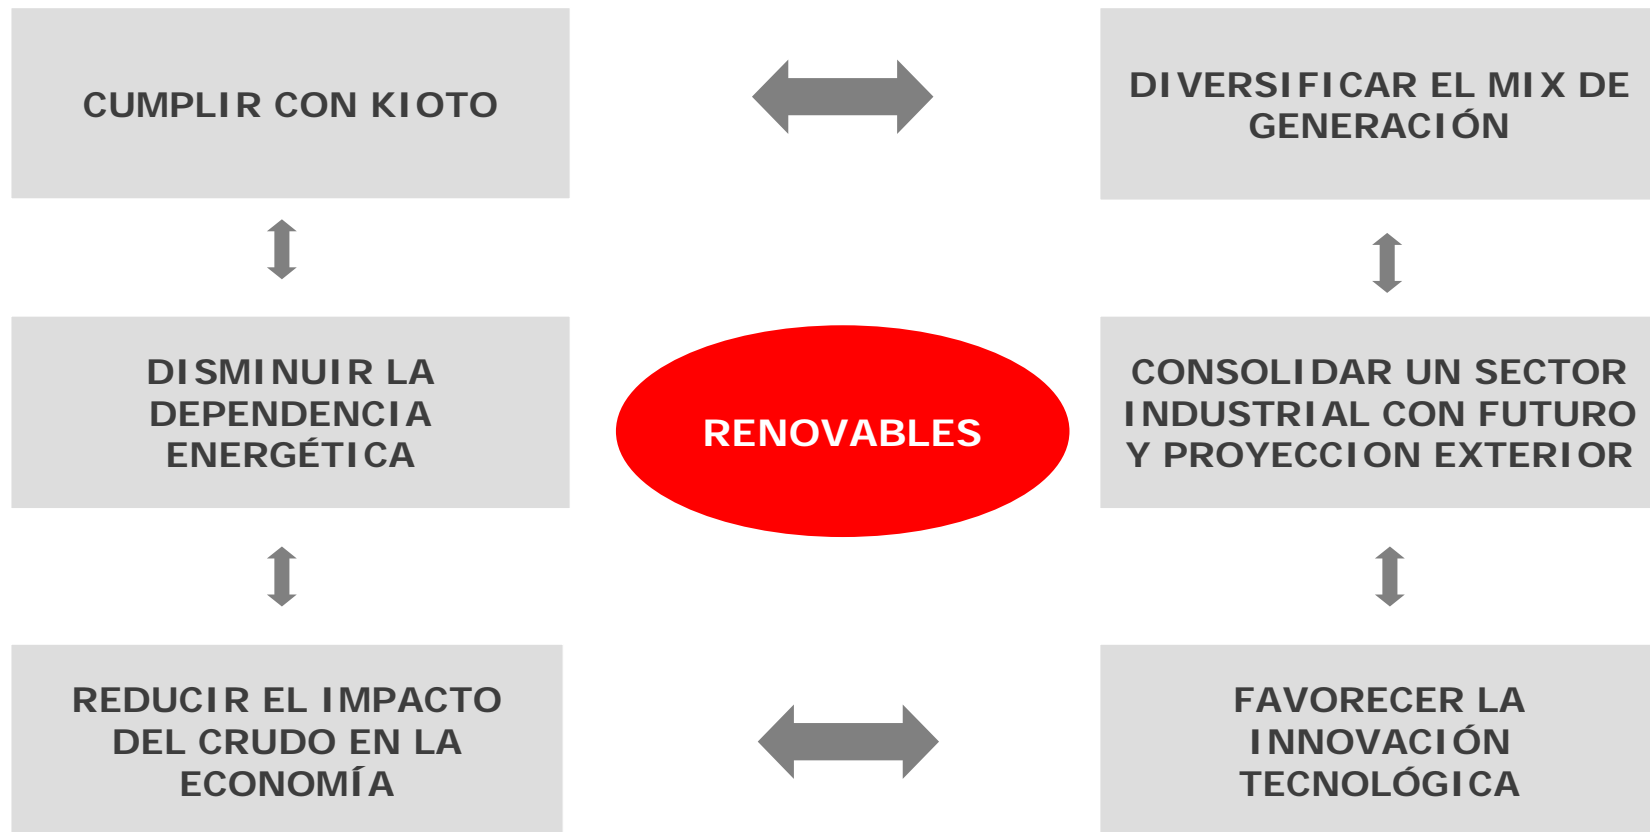 CUMPLIR CON KIOTO
DIVERSIFICAR EL MIX DE
GENERACIÓN
DISMINUIR LA
DEPENDENCIA
ENERGÉTICA
RENOVABLES
CONSOLIDAR UN SECTOR
INDUSTRIAL CON FUTURO
Y PROYECCION EXTERIOR
REDUCIR EL IMPACTO
DEL CRUDO EN LA
ECONOMÍA
FAVORECER LA
INNOVACIÓN
TECNOLÓGICA